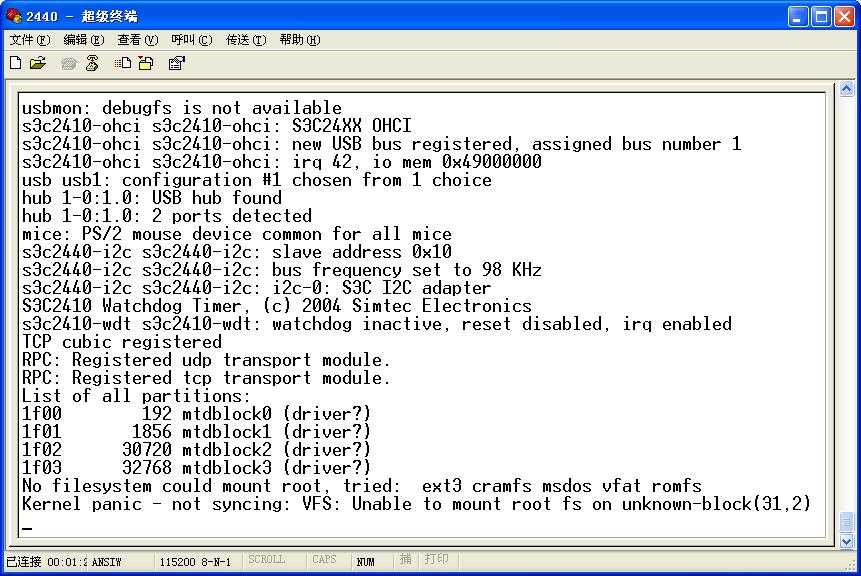 2440 - 超级终端
文件(F) 编辑(E) 查看(V) 呼叫(C) 传送(T) 帮助(H)
usbmon: debugfs is not available
s3c2410-ohci s3c2410-ohci: S3C24XX OHCI
s3c2410-ohci s3c2410-ohci: new USB bus registered, assigned bus number 1
s3c2410-ohci s3c2410-ohci: irq 42, io mem 0x49000000
usb usb1: configuration #1 chosen from 1 choice
hub 1-0:1.0: USB hub found
hub 1-0:1.0: 2 ports detected
mice: PS/2 mouse device common for all mice
s3c2440-i2c s3c2440-i2c: slave address 0x10
s3c2440-i2c s3c2440-i2c: bus frequency set to 98 KHz
s3c2440-i2c s3c2440-i2c: i2c-0: S3C I2C adapter
S3C2410 Watchdog Timer, (c) 2004 Simtec Electronics
s3c2410-wdt s3c2410-wdt: watchdog inactive, reset disabled, irq enabled
TCP cubic registered
RPC: Registered udp transport module.
RPC: Registered tcp transport module.
List of all partitions:
1f00        192 mtdblock0 (driver?)
1f01       1856 mtdblock1 (driver?)
1f02      30720 mtdblock2 (driver?)
1f03      32768 mtdblock3 (driver?)
No filesystem could mount root, tried:  ext3 cramfs msdos vfat romfs
Kernel panic - not syncing: VFS: Unable to mount root fs on unknown-block(31,2)
_
已连接 00:01: ANSIW 115200 8-N-1 SCROLL CAPS NUM 捕 打印